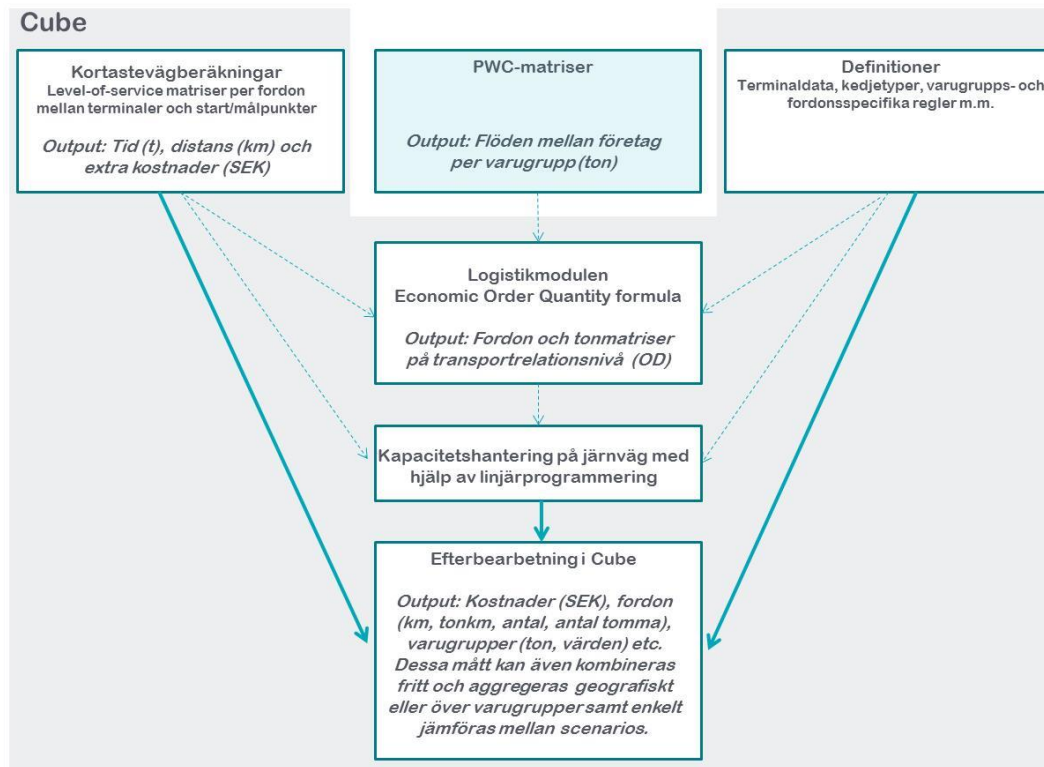 Cube
Kortastevägberäkningar
Level-of-service matriser per fordon
mellan terminaler och start/målpunkter
Output: Tid (t), distans (km) och
extra kostnader (SEK)
PWC-matriser
Output: Flöden mellan företag
per varugrupp (ton)
Definitioner
Terminaldata, kedjetyper, varugrupps- och
fordonsspecifika regler m.m.
Logistikmodulen
Economic Order Quantity formula
Output: Fordon och tonmatriser
på transportrelationsnivå (OD)
Kapacitetshantering på järnväg med
hjälp av linjärprogrammering
Efterbearbetning i Cube
Output: Kostnader (SEK), fordon
(km, tonkm, antal, antal tomma),
varugrupper (ton, värden) etc.
Dessa mått kan även kombineras
fritt och aggregeras geografiskt
eller över varugrupper samt enkelt
jämföras mellan scenarios.